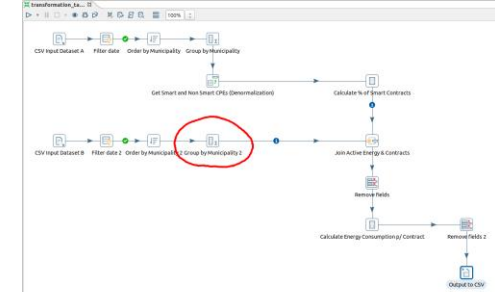 transformation_ta...
100%
CSV Input Dataset A
Filter date
Order by Municipality
Group by Municipality
Get Smart and Non Smart CPEs (Denormalization)
Calculate % of Smart Contracts
CSV Input Dataset B
Filter date 2
Order by Municipality 2
Group by Municipality 2
Join Active Energy & Contracts
Remove fields
Calculate Energy Consumption p/ Contract
Remove fields 2
Output to CSV